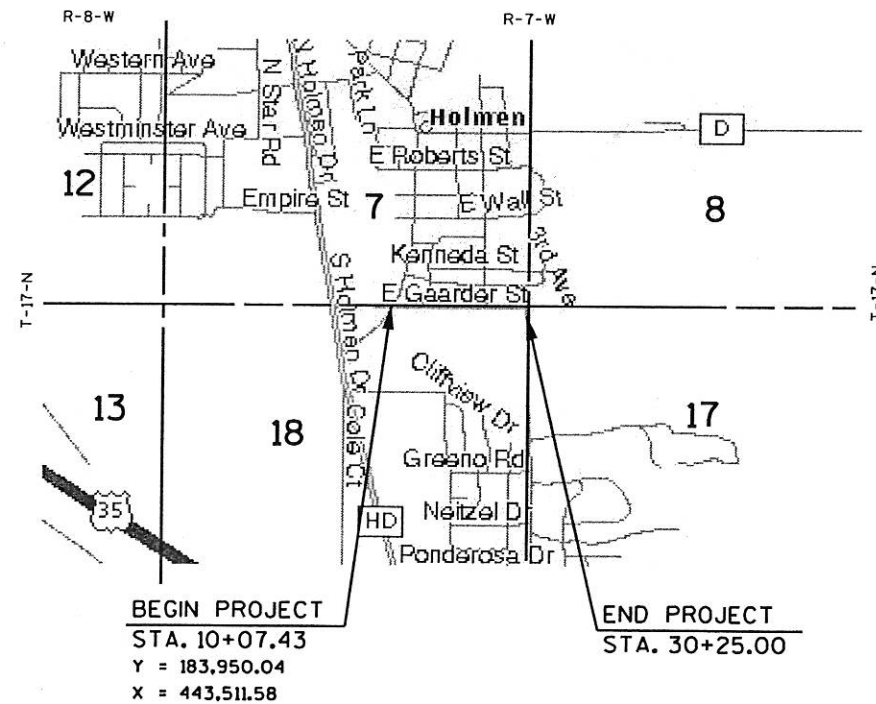 R-8-W
R-7-W
Western Ave
N Star Rd
N Holmen Dr
Park Ln
Holmen
D
Westminster Ave
E Roberts St
12
Empire St
7
E Wall St
8
Kenneda St
3rd Ave
T-17-N
T-17-N
E Gaarder St
S Holmen Dr
Cliffview Dr
13
18
17
Gole Ct
Greeno Rd
35
HD
Neitzel D
Ponderosa Dr
BEGIN PROJECT
STA. 10+07.43
Y = 183,950.04
X = 443,511.58
END PROJECT
STA. 30+25.00